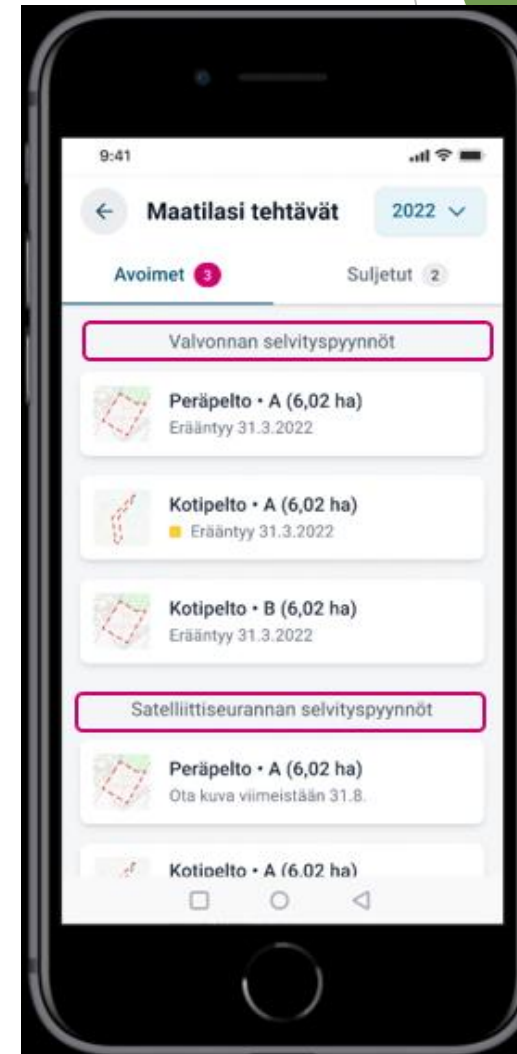 9:41
Maatilasi tehtävät
2022
Avoimet 3
Suljetut 2
Valvonnan selvityspyynnöt
Peräpelto • A (6,02 ha)
Erääntyy 31.3.2022
Kotipelto • A (6,02 ha)
Erääntyy 31.3.2022
Kotipelto • B (6,02 ha)
Erääntyy 31.3.2022
Satelliittiseurannan selvityspyynnöt
Peräpelto • A (6,02 ha)
Ota kuva viimeistään 31.8.
Kotipelto • A (6,02 ha)